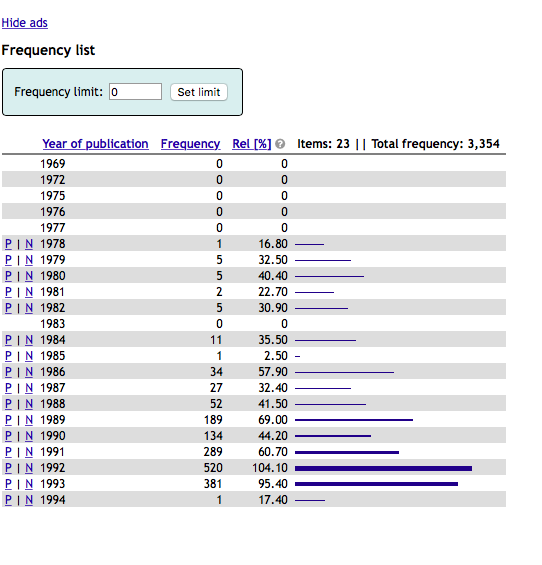 Hide ads
Frequency list
Frequency limit: 0 Set limit
Year of publication Frequency Rel [%] ? Items: 23 || Total frequency: 3,354
1969 0 0
1972 0 0
1975 0 0
1976 0 0
1977 0 0
P | N 1978 1 16.80
P | N 1979 5 32.50
P | N 1980 5 40.40
P | N 1981 2 22.70
P | N 1982 5 30.90
1983 0 0
P | N 1984 11 35.50
P | N 1985 1 2.50
P | N 1986 34 57.90
P | N 1987 27 32.40
P | N 1988 52 41.50
P | N 1989 189 69.00
P | N 1990 134 44.20
P | N 1991 289 60.70
P | N 1992 520 104.10
P | N 1993 381 95.40
P | N 1994 1 17.40